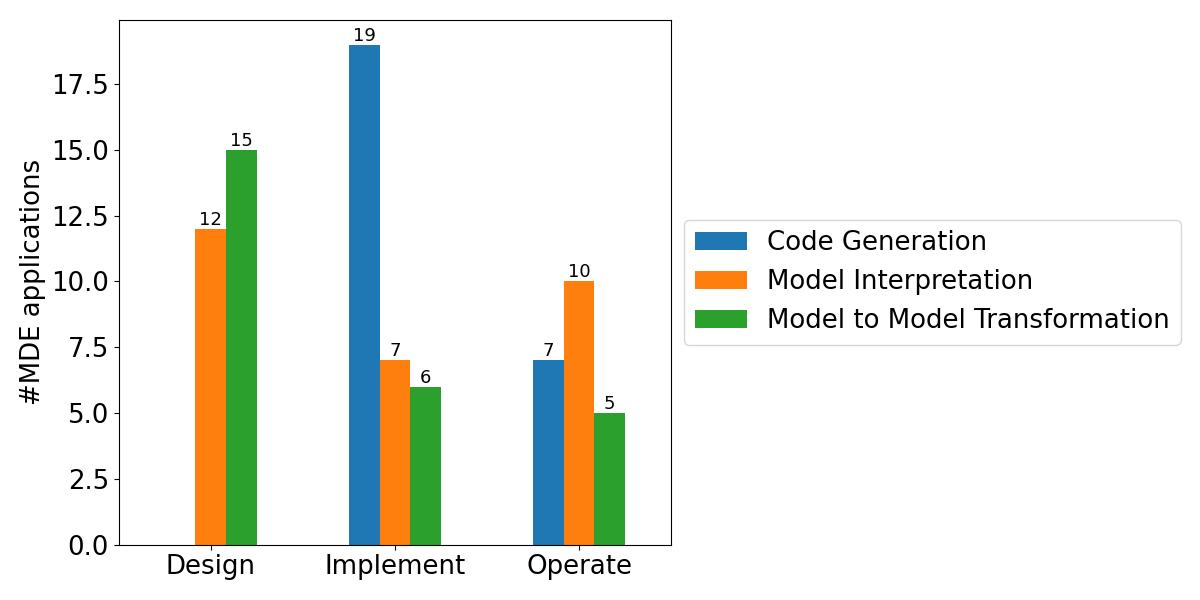 #MDE applications
17.5
15.0
12.5
10.0
7.5
5.0
2.5
0.0
12
15
19
7
6
7
10
5
Design
Implement
Operate
Code Generation
Model Interpretation
Model to Model Transformation